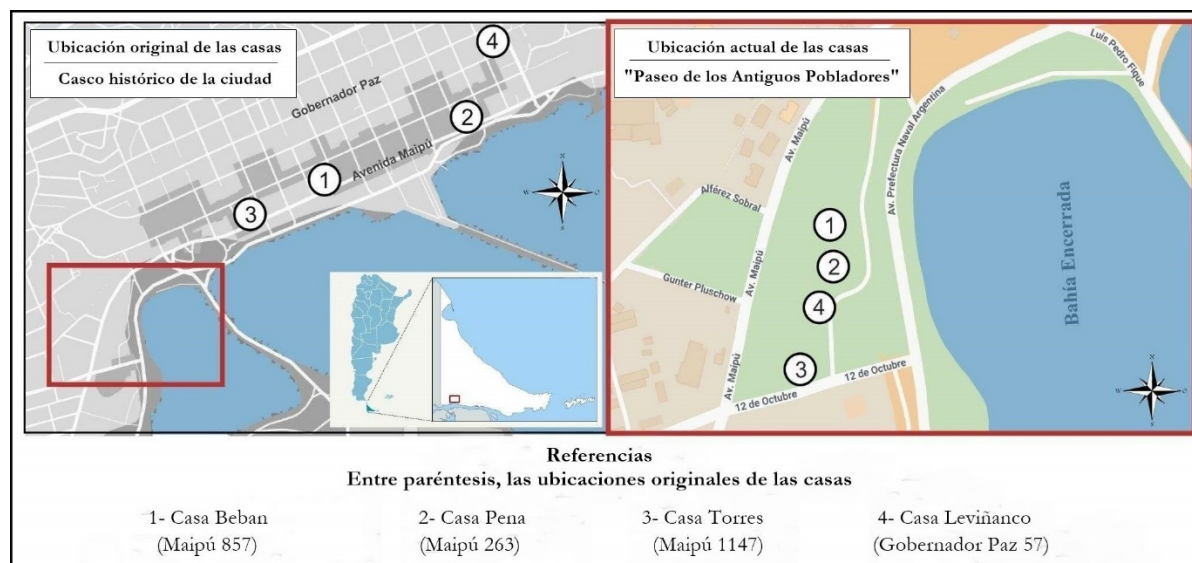 Ubicación original de las casas
Casco histórico de la ciudad
4
Gobernador Paz
2
Avenida Maipú
1
3
Ubicación actual de las casas
"Paseo de los Antiguos Pobladores"
Luis Pedro Fique
Av. Maipú
Av. Prefectura Naval Argentina
Alférez Sobral
1
2
Gunter Pluschow
Av. Maipú
4
Bahía Encerrada
3
Av. Maipú
12 de Octubre
12 de Octubre
Referencias
Entre paréntesis, las ubicaciones originales de las casas
1- Casa Beban
(Maipú 857)
2- Casa Pena
(Maipú 263)
3- Casa Torres
(Maipú 1147)
4- Casa Leviñanco
(Gobernador Paz 57)